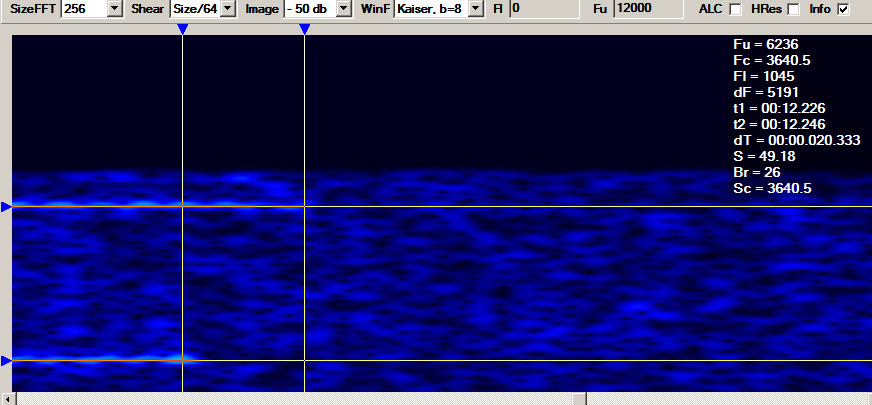 SizeFFT 256 Shear Size/64 Image - 50 db WinF Kaiser, b=8 Fl 0 Fu 12000 ALC HRes Info
Fu = 6236
Fc = 3640.5
Fl = 1045
dF = 5191
t1 = 00:12.226
t2 = 00:12.246
dT = 00:00.020.333
S = 49.18
Br = 26
Sc = 3640.5